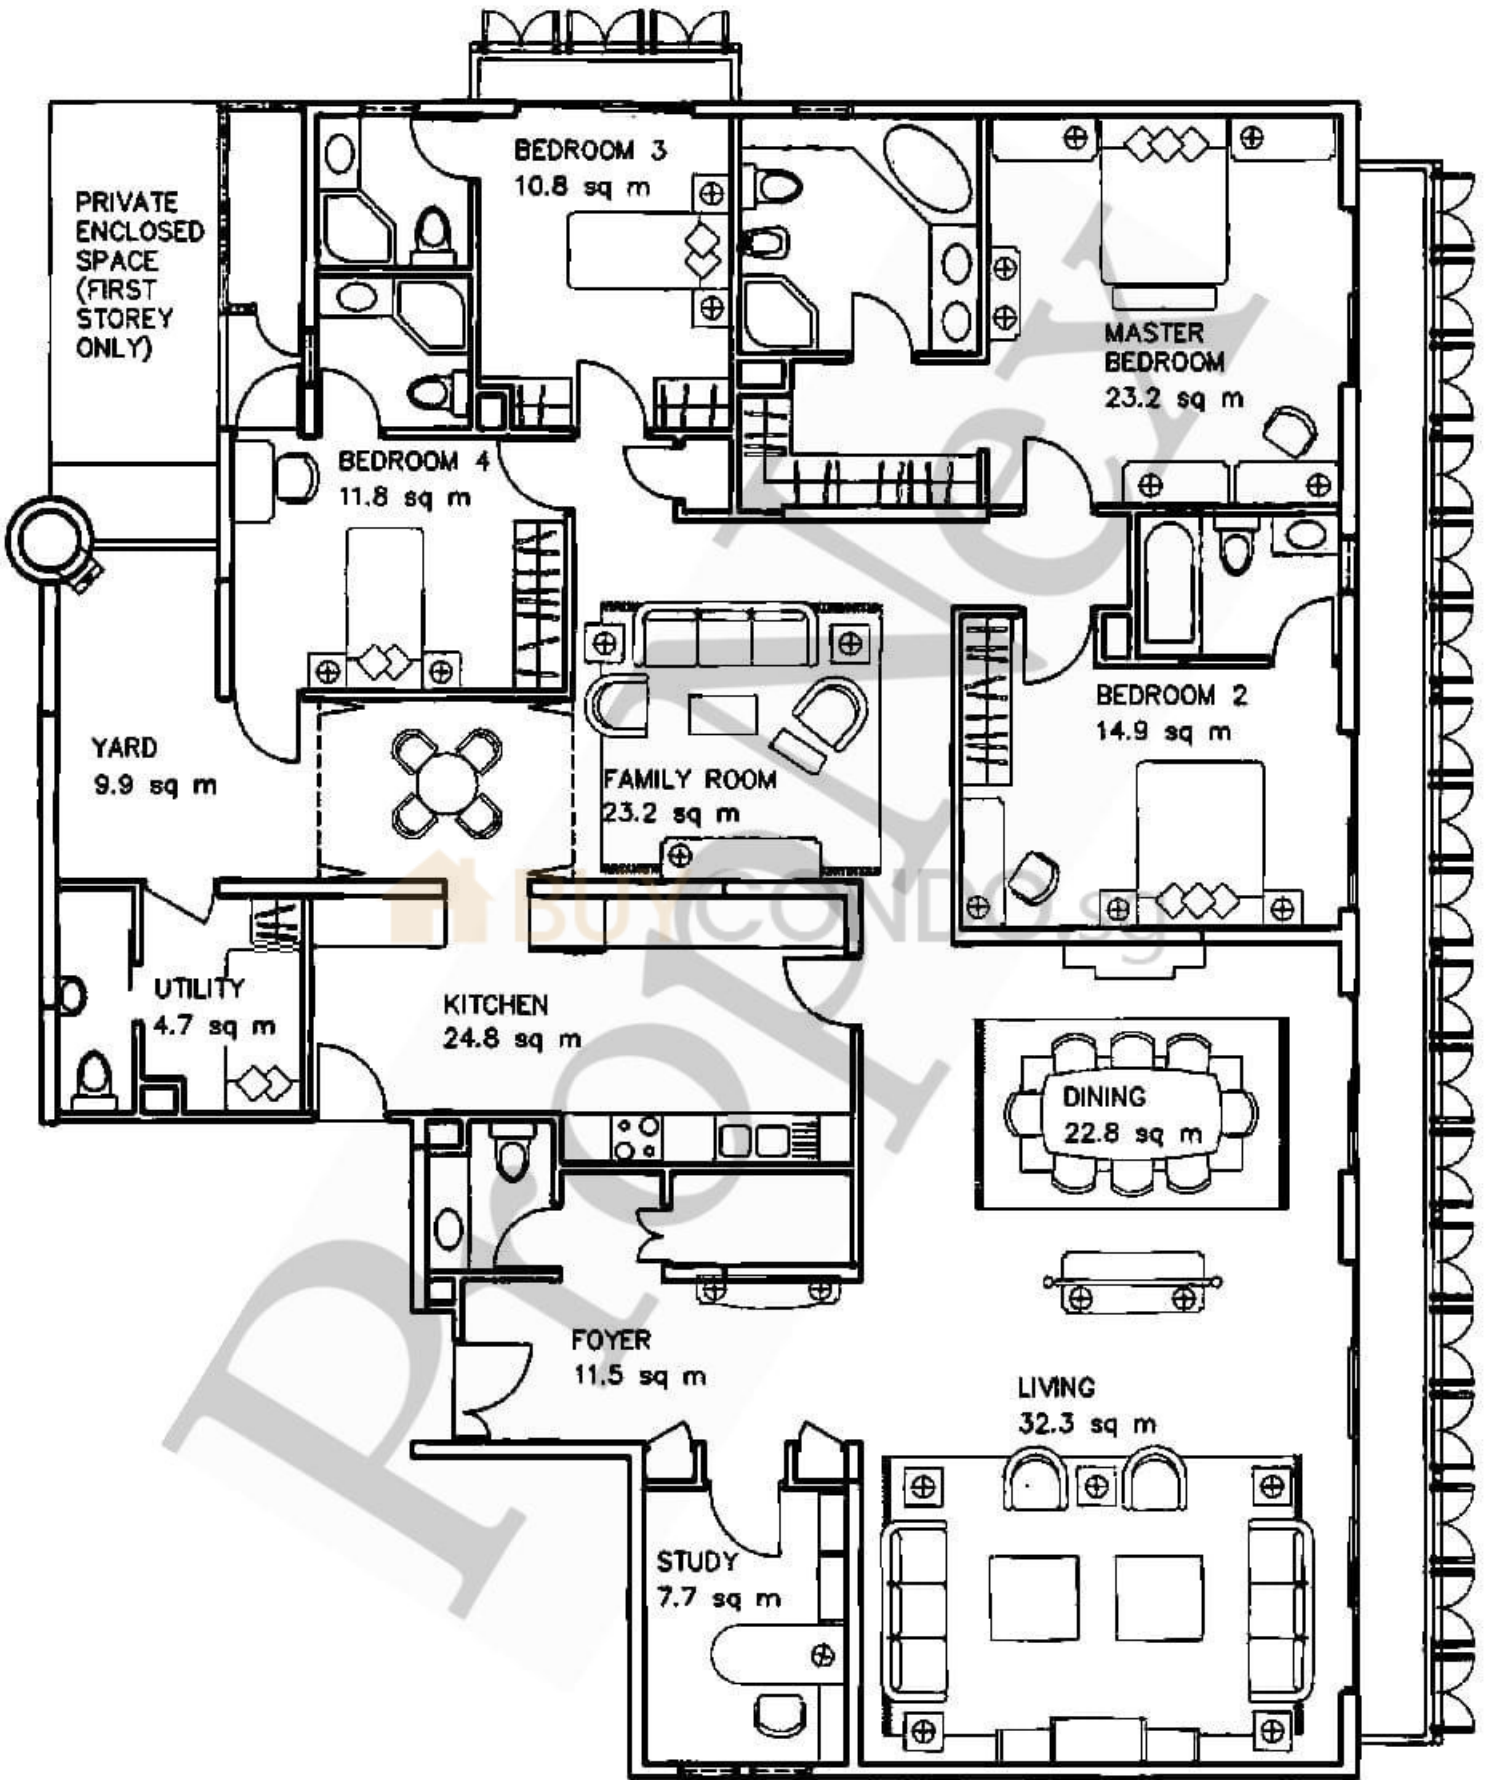 BEDROOM 3
10.8 sq m
PRIVATE
ENCLOSED
SPACE
(FIRST
STOREY
ONLY)
MASTER
BEDROOM
23.2 sq m
BEDROOM 4
11.8 sq m
BEDROOM 2
14.9 sq m
YARD
9.9 sq m
FAMILY ROOM
23.2 sq m
BUYCONDO.sg
UTILITY
4.7 sq m
KITCHEN
24.8 sq m
DINING
22.8 sq m
FOYER
11.5 sq m
LIVING
32.3 sq m
STUDY
7.7 sq m
PropNex